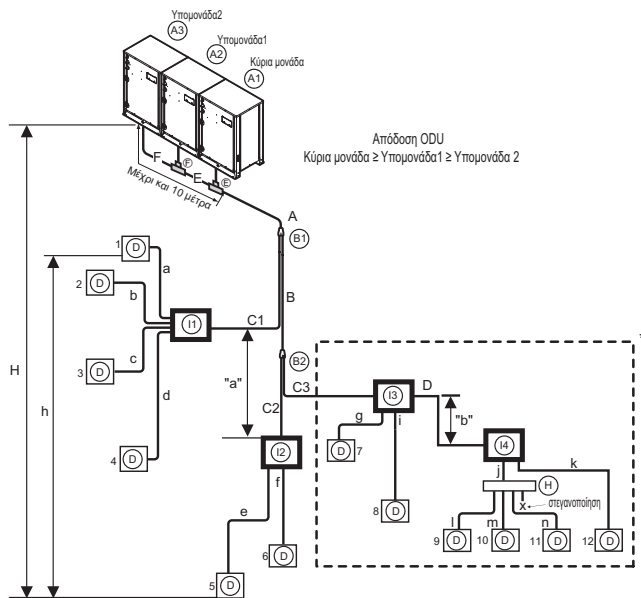 Υπομονάδα2
A3
Υπομονάδα1
A2
Κύρια μονάδα
A1
Απόδοση ODU
Κύρια μονάδα ≥ Υπομονάδα1 ≥ Υπομονάδα 2
F
F
E
E
Μέχρι και 10 μέτρα
A
B1
1 D
a
2 D
b
I1
C1
B
3 D
c
d
H
h
4 D
"a"
B2
C3
C2
I2
f
e
5 D
6 D
I3
D
"b"
g
i
D 7
8 D
I4
j
k
H
x
στεγανοποίηση
l
m
n
9 D
10 D
11 D
12 D